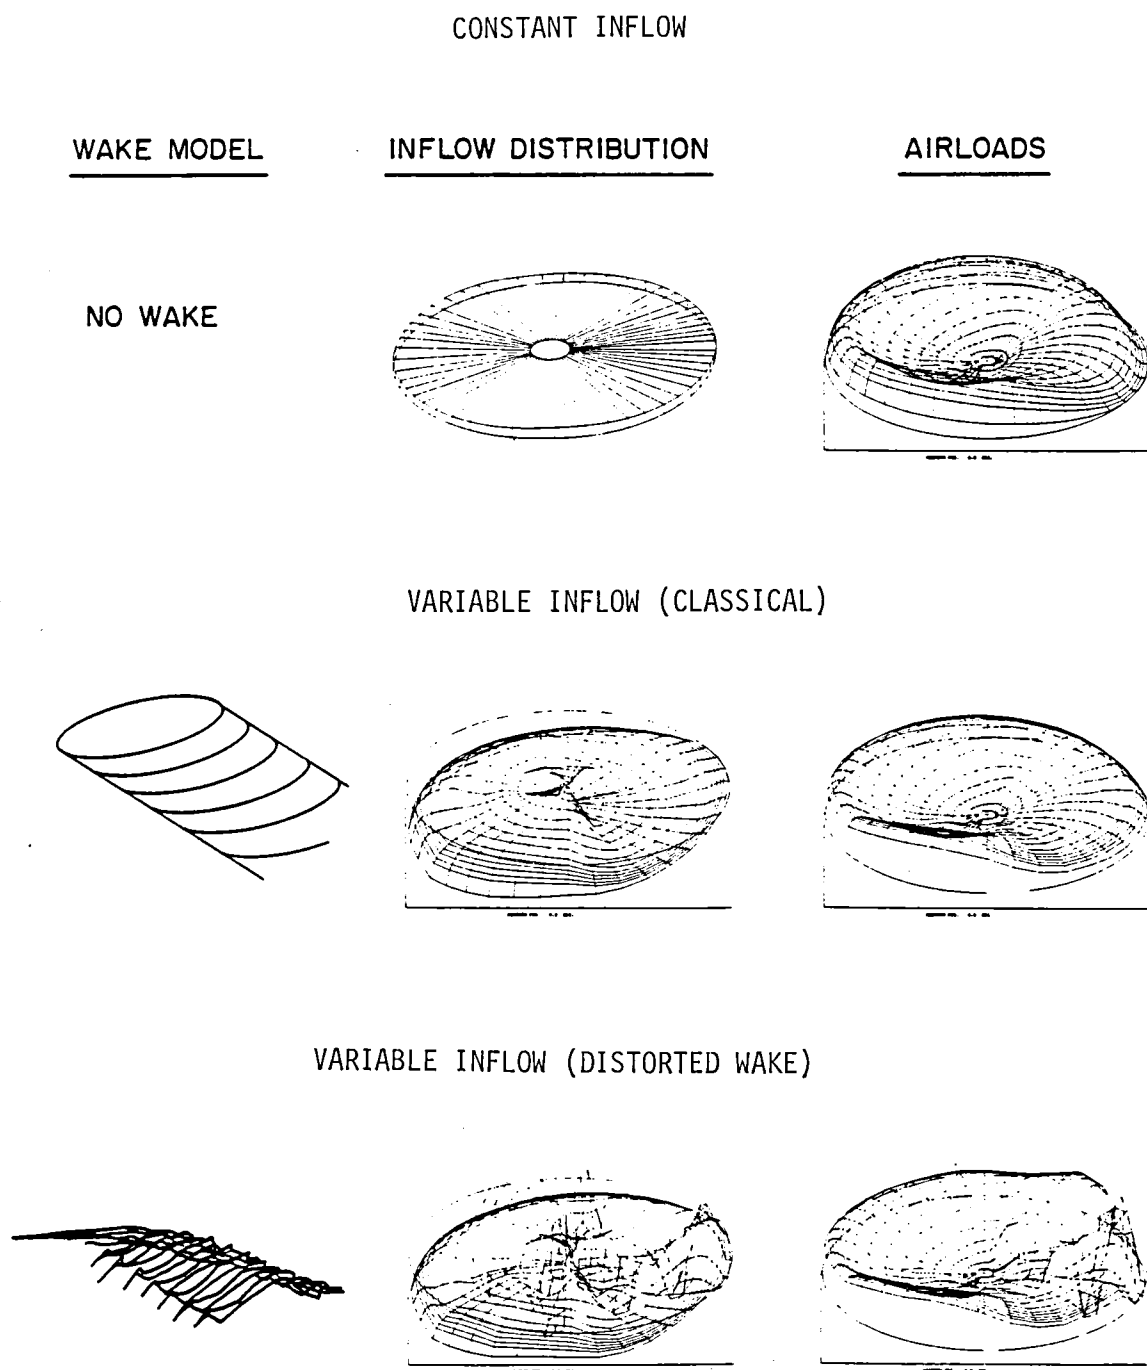 CONSTANT INFLOW
WAKE MODEL
INFLOW DISTRIBUTION
AIRLOADS
NO WAKE
VARIABLE INFLOW (CLASSICAL)
VARIABLE INFLOW (DISTORTED WAKE)